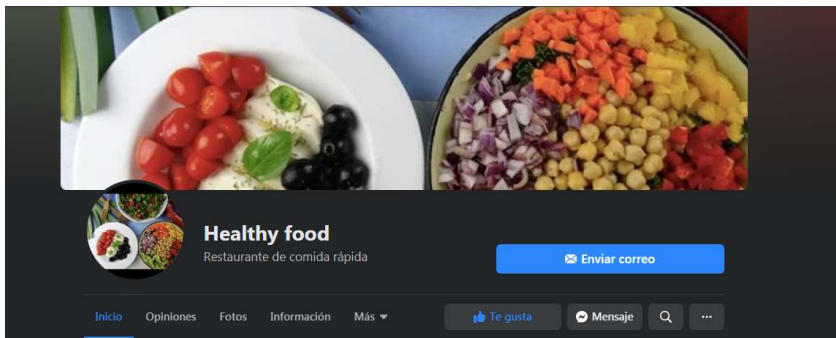 Healthy food
Restaurante de comida rápida
Enviar correo
Inicio Opiniones Fotos Información Más Te gusta Mensaje